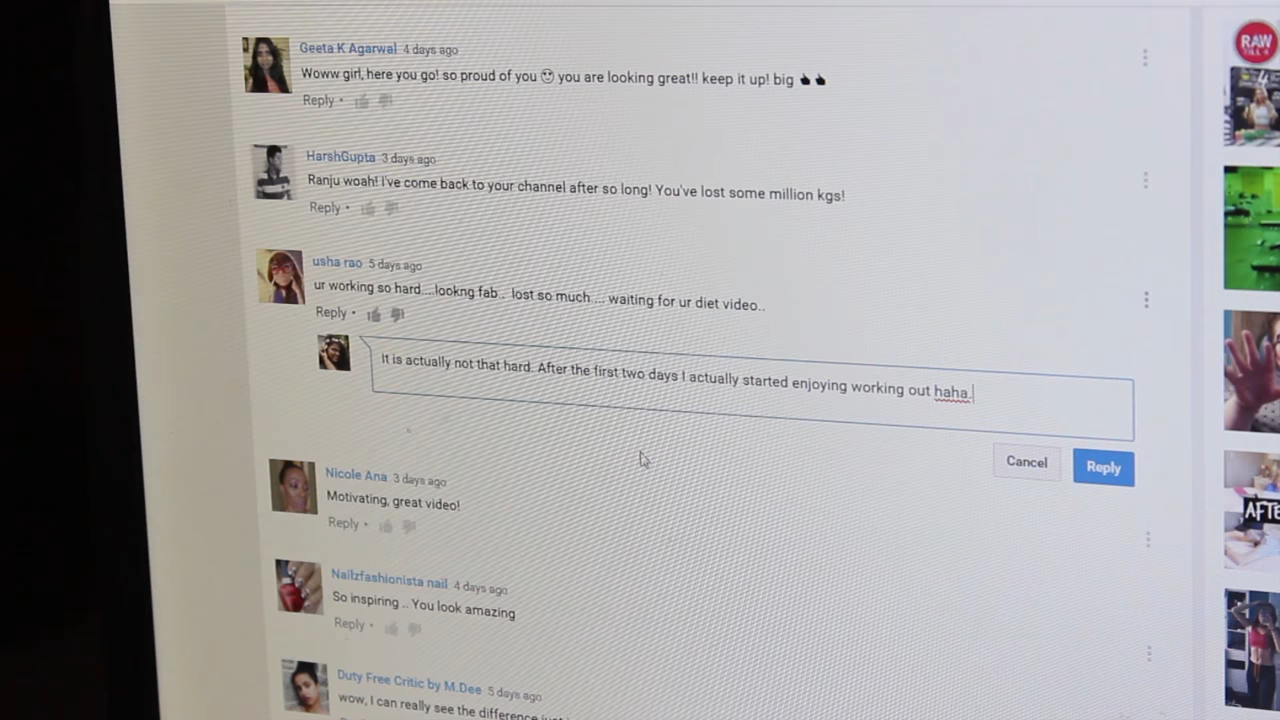 Geeta K Agarwal 4 days ago
Woww girl, here you go! so proud of you 🙂 you are looking great!! keep it up! big 👍👍
Reply •
HarshGupta 3 days ago
Ranju woah! I've come back to your channel after so long! You've lost some million kgs!
Reply •
usha rao 5 days ago
ur working so hard....lookng fab.. lost so much .... waiting for ur diet video..
Reply •
It is actually not that hard. After the first two days I actually started enjoying working out haha.
Cancel Reply
Nicole Ana 3 days ago
Motivating, great video!
Reply •
Nailzfashionista nail 4 days ago
So inspiring .. You look amazing
Reply •
Duty Free Critic by M.Dee 5 days ago
wow, I can really see the difference just
RAW
AFTE